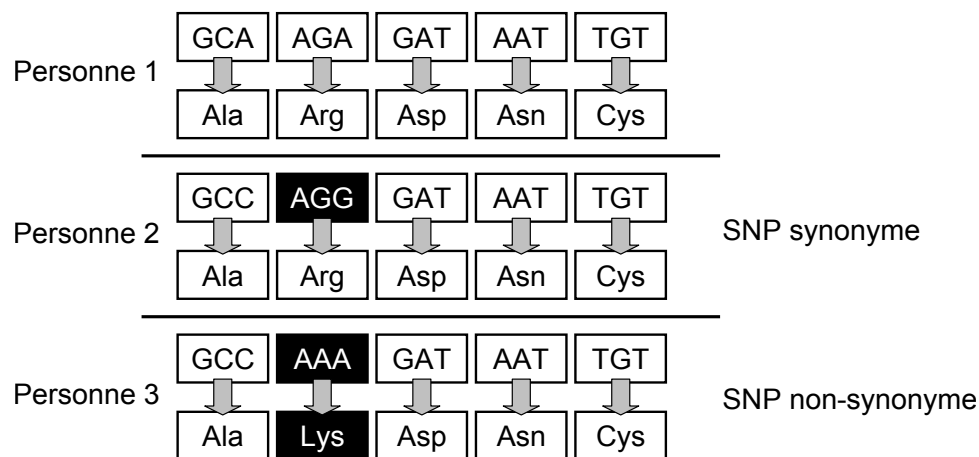 GCA AGA GAT AAT TGT
Personne 1
Ala Arg Asp Asn Cys
GCC AGG GAT AAT TGT
Personne 2 SNP synonyme
Ala Arg Asp Asn Cys
GCC AAA GAT AAT TGT
Personne 3 SNP non-synonyme
Ala Lys Asp Asn Cys